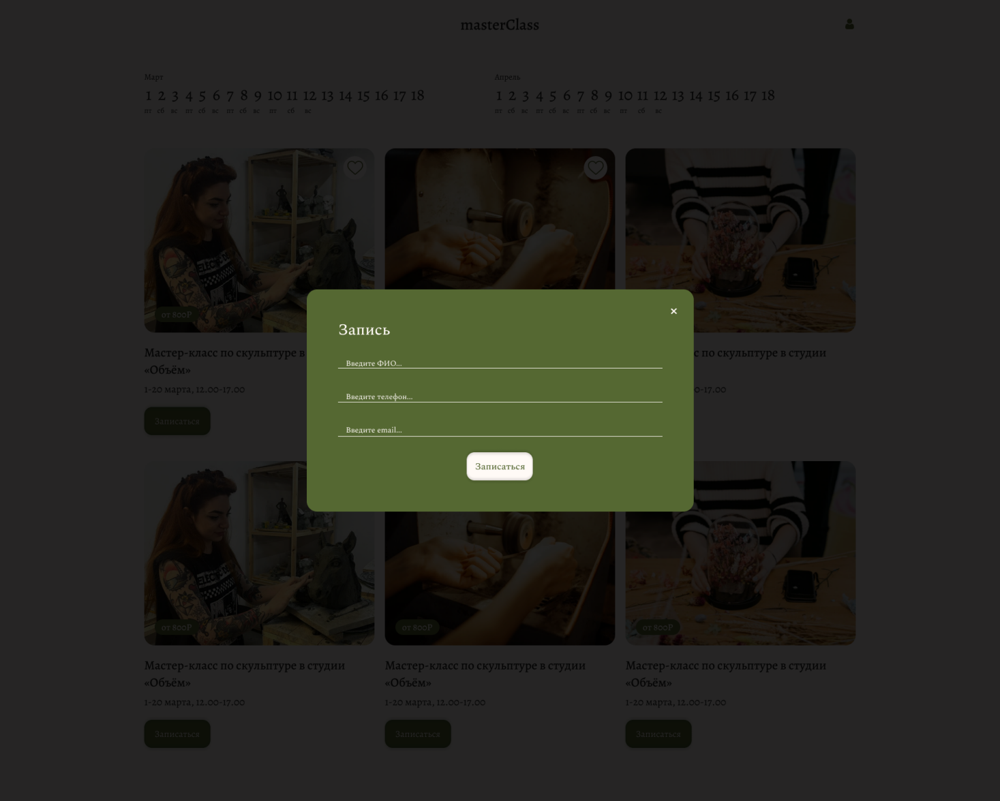 masterClass
Март
1 2 3 4 5 6 7 8 9 10 11 12 13 14 15 16 17 18
пт сб вс пт сб вс пт сб вс пт сб вс
Апрель
1 2 3 4 5 6 7 8 9 10 11 12 13 14 15 16 17 18
пт сб вс пт сб вс пт сб вс пт сб вс
от 800Р
Мастер-класс по скульптуре в
«Объём»
1-20 марта, 12.00-17.00
Записаться
с по скульптуре в студии
0-17.00
×
Запись
Введите ФИО...
Введите телефон...
Введите email...
Записаться
от 800Р
Мастер-класс по скульптуре в студии
«Объём»
1-20 марта, 12.00-17.00
Записаться
от 800Р
Мастер-класс по скульптуре в студии
«Объём»
1-20 марта, 12.00-17.00
Записаться
от 800Р
Мастер-класс по скульптуре в студии
«Объём»
1-20 марта, 12.00-17.00
Записаться